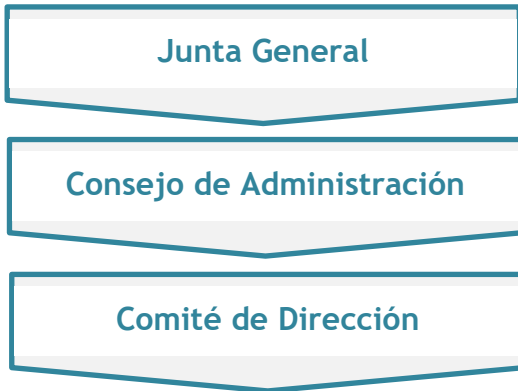 Junta General
Consejo de Administración
Comité de Dirección